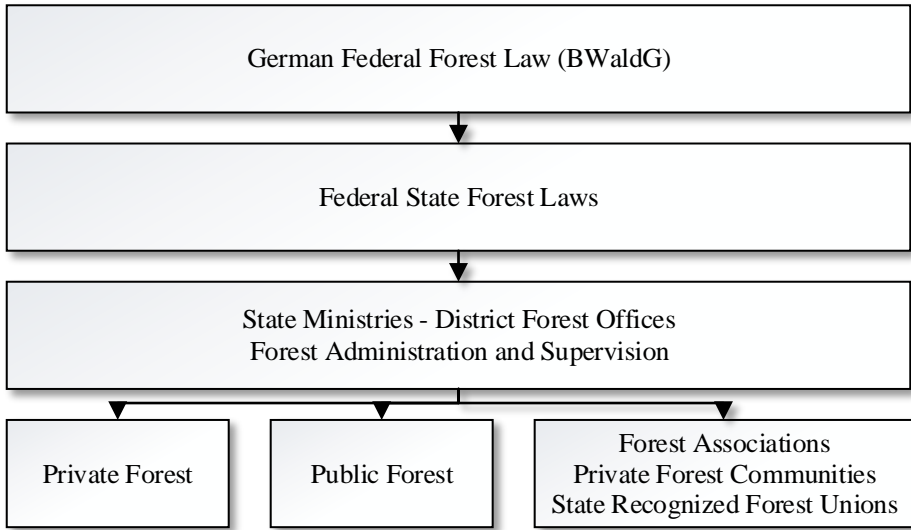 German Federal Forest Law (BWaldG)
Federal State Forest Laws
State Ministries - District Forest Offices
Forest Administration and Supervision
Private Forest
Public Forest
Forest Associations
Private Forest Communities
State Recognized Forest Unions